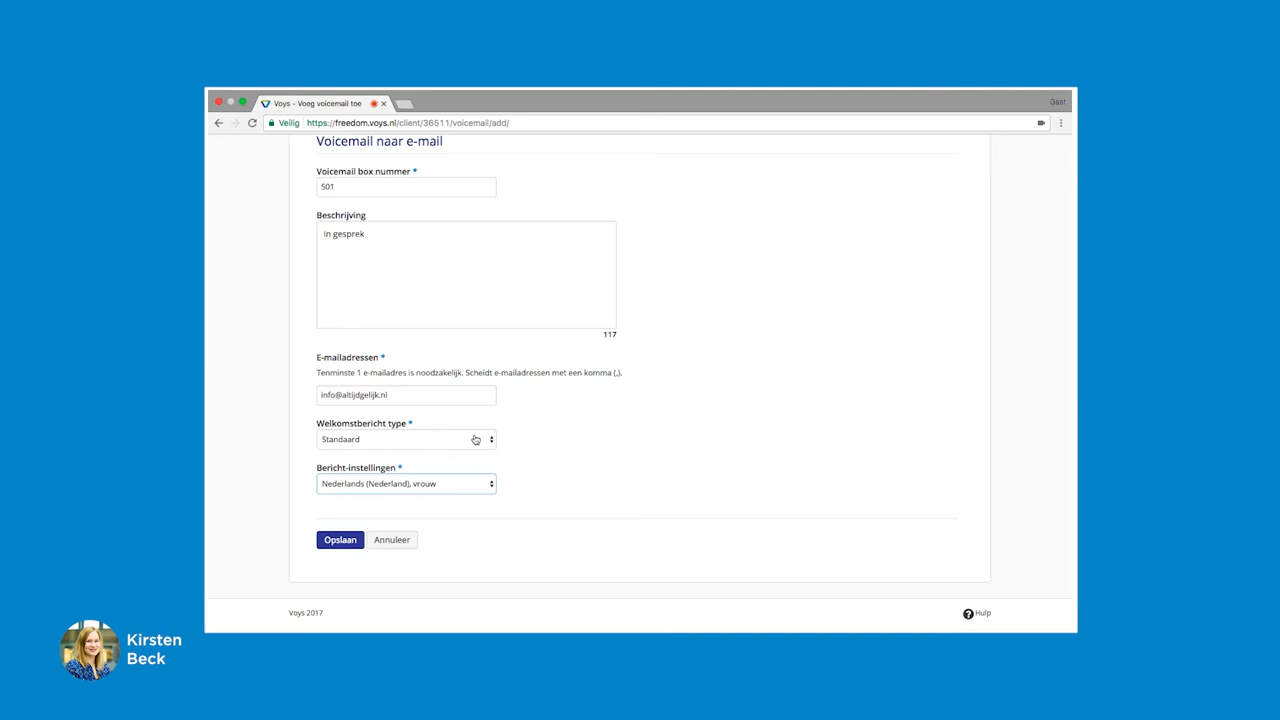 Voys - Voeg voicemail toe
Gast
Veilig https://freedom.voys.nl/client/36511/voicemail/add/
Voicemail naar e-mail
Voicemail box nummer *
501
Beschrijving
In gesprek
117
E-mailadressen *
Tenminste 1 e-mailadres is noodzakelijk. Scheidt e-mailadressen met een komma (,).
info@altijdgelijk.nl
Welkomstbericht type *
Standaard
Bericht-instellingen *
Nederlands (Nederland), vrouw
Opslaan Annuleer
Voys 2017
? Hulp
Kirsten
Beck